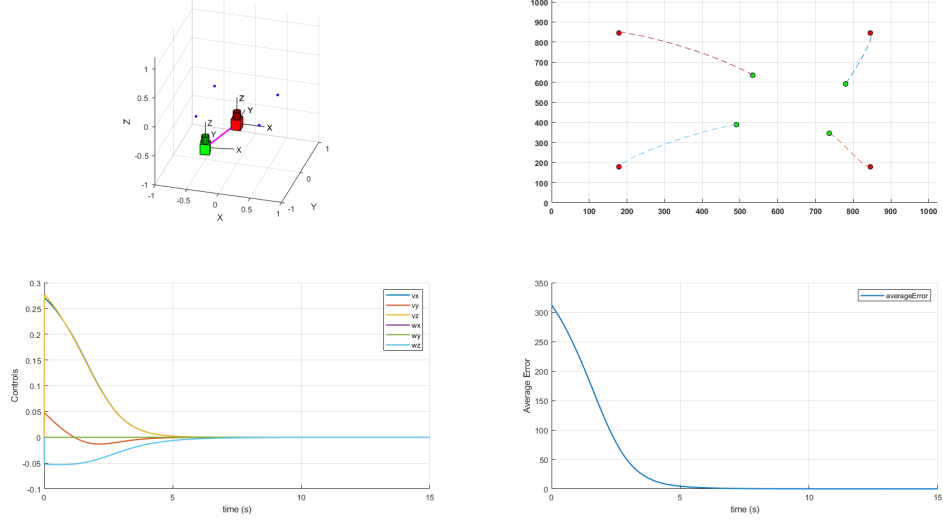 1
0.5
0
-0.5
-1
Z
-1
-0.5
0
0.5
1
X
-1
0
1
Y
Z
Y
X
Z
Y
X
1000
900
800
700
600
500
400
300
200
100
0
0 100 200 300 400 500 600 700 800 900 1000
0.3
0.25
0.2
0.15
0.1
0.05
0
-0.05
-0.1
Controls
vx
vy
vz
wx
wy
wz
0 5 10 15
time (s)
350
300
250
200
150
100
50
0
Average Error
averageError
0 5 10 15
time (s)